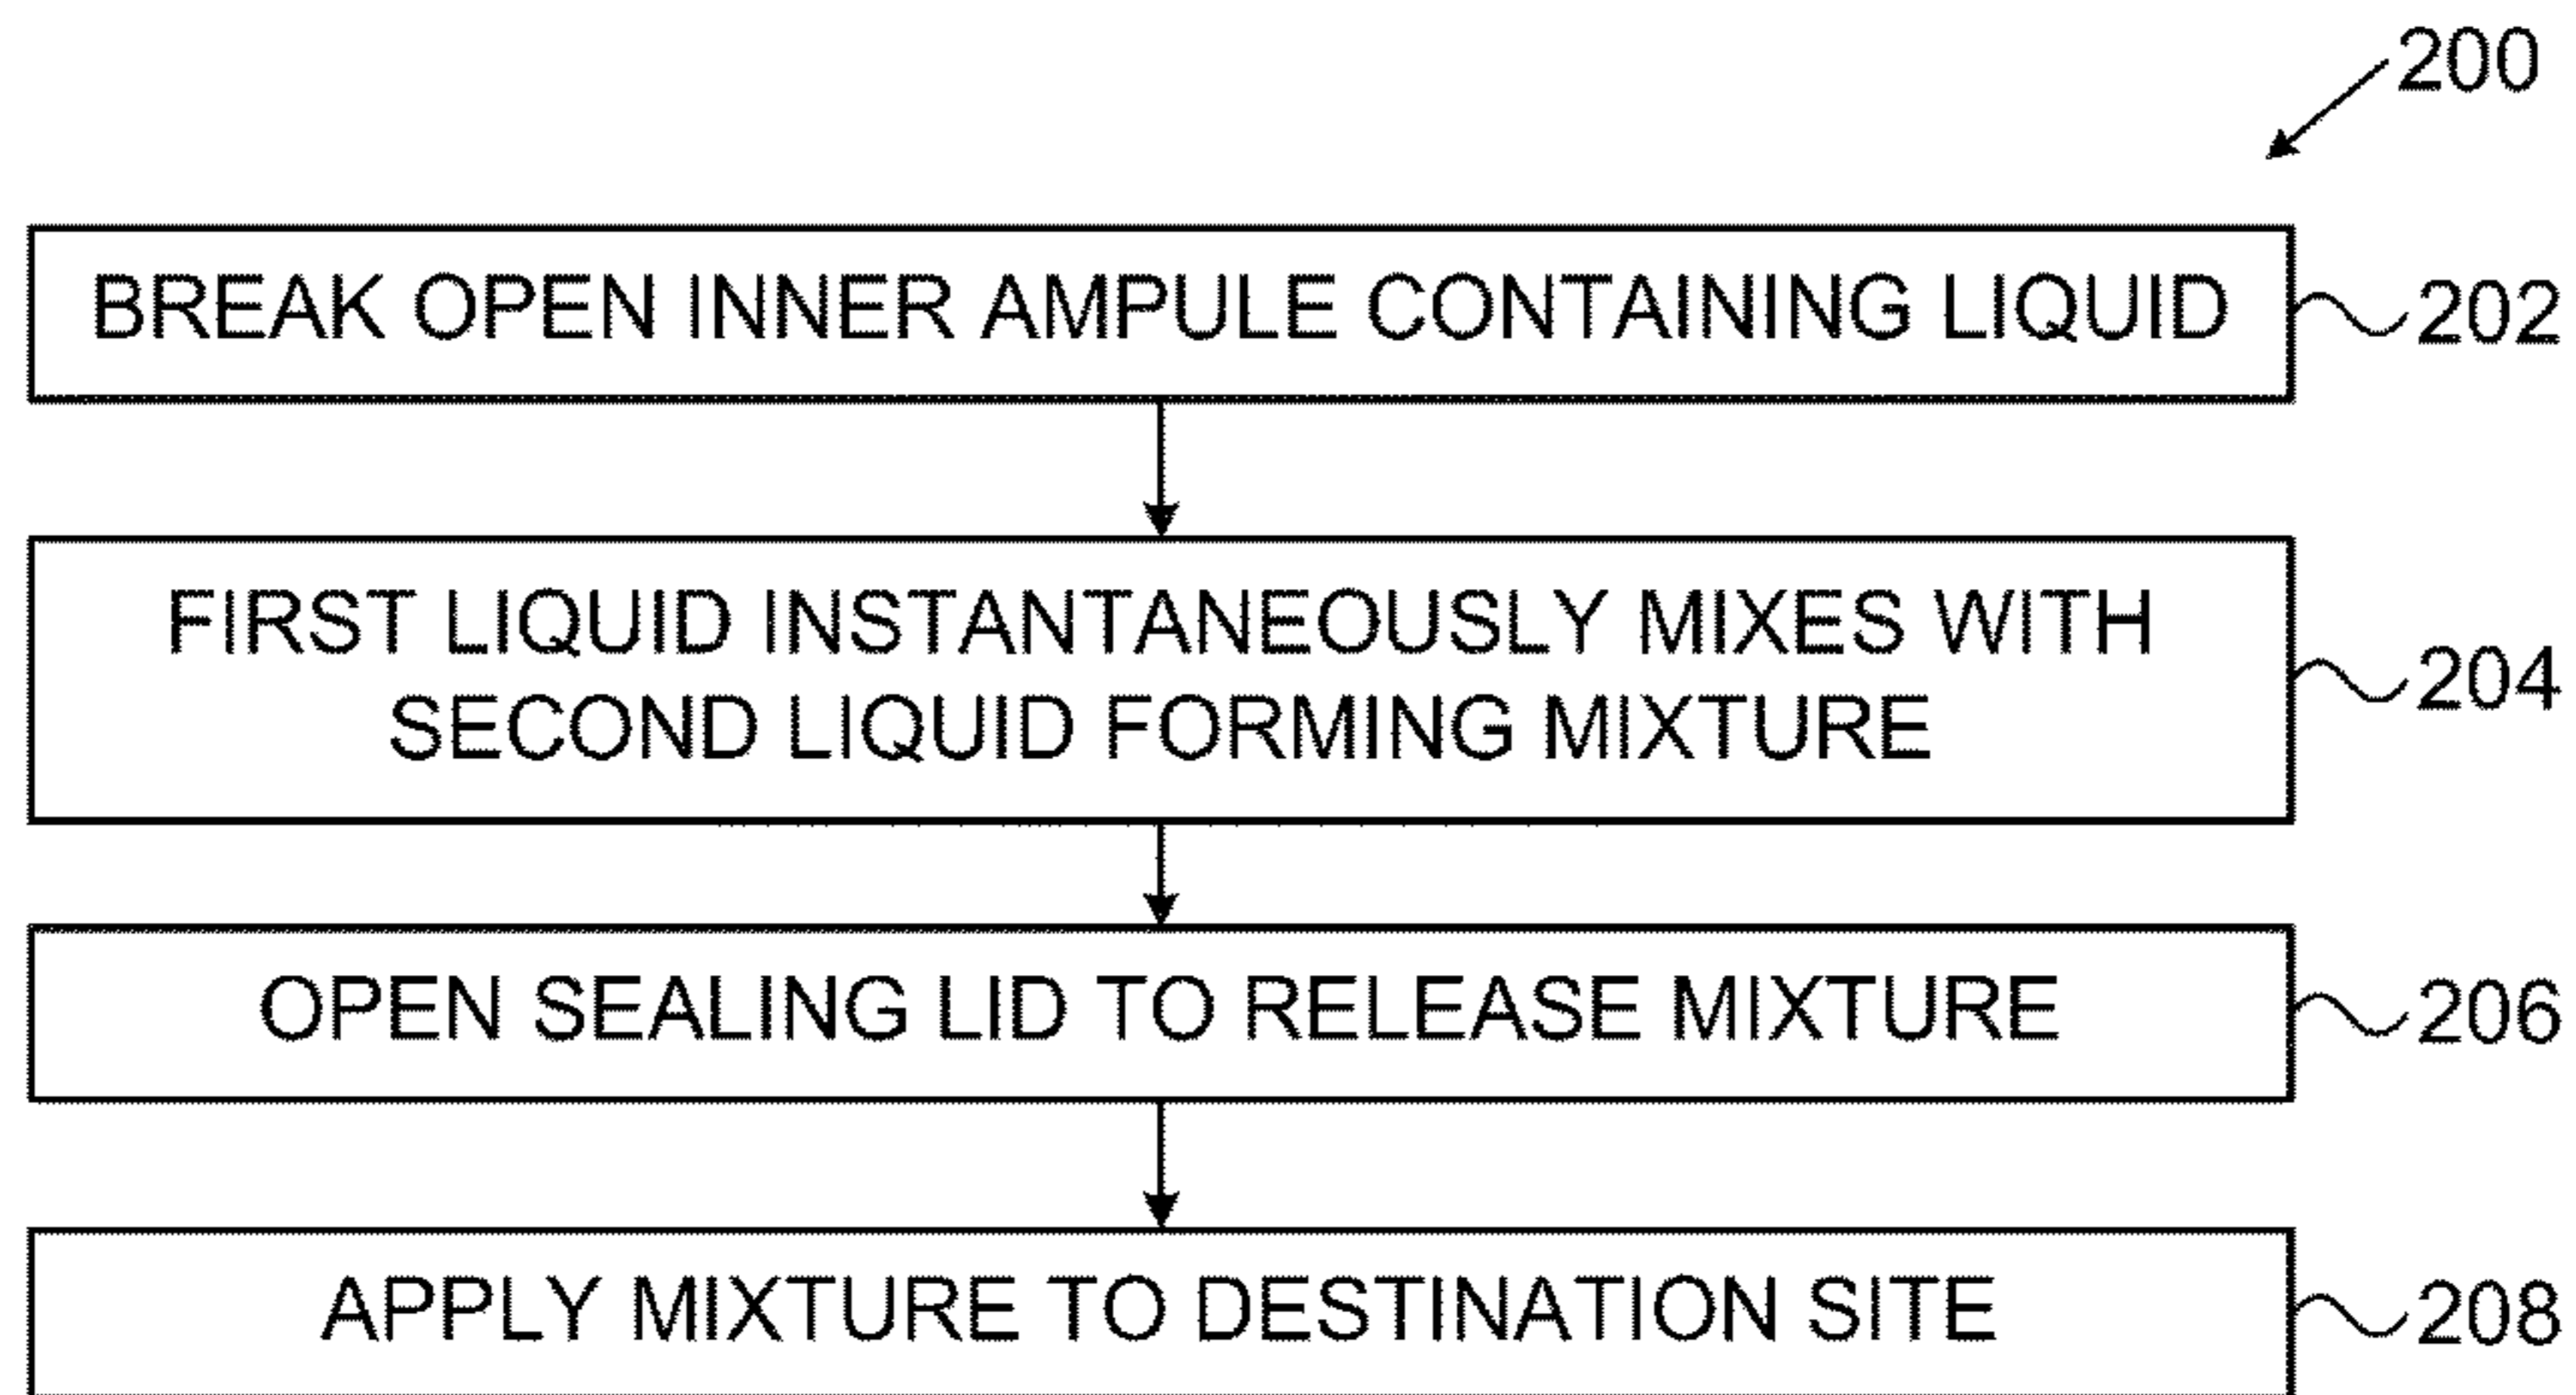 200
BREAK OPEN INNER AMPULE CONTAINING LIQUID
202
FIRST LIQUID INSTANTANEOUSLY MIXES WITH
SECOND LIQUID FORMING MIXTURE
204
OPEN SEALING LID TO RELEASE MIXTURE
206
APPLY MIXTURE TO DESTINATION SITE
208